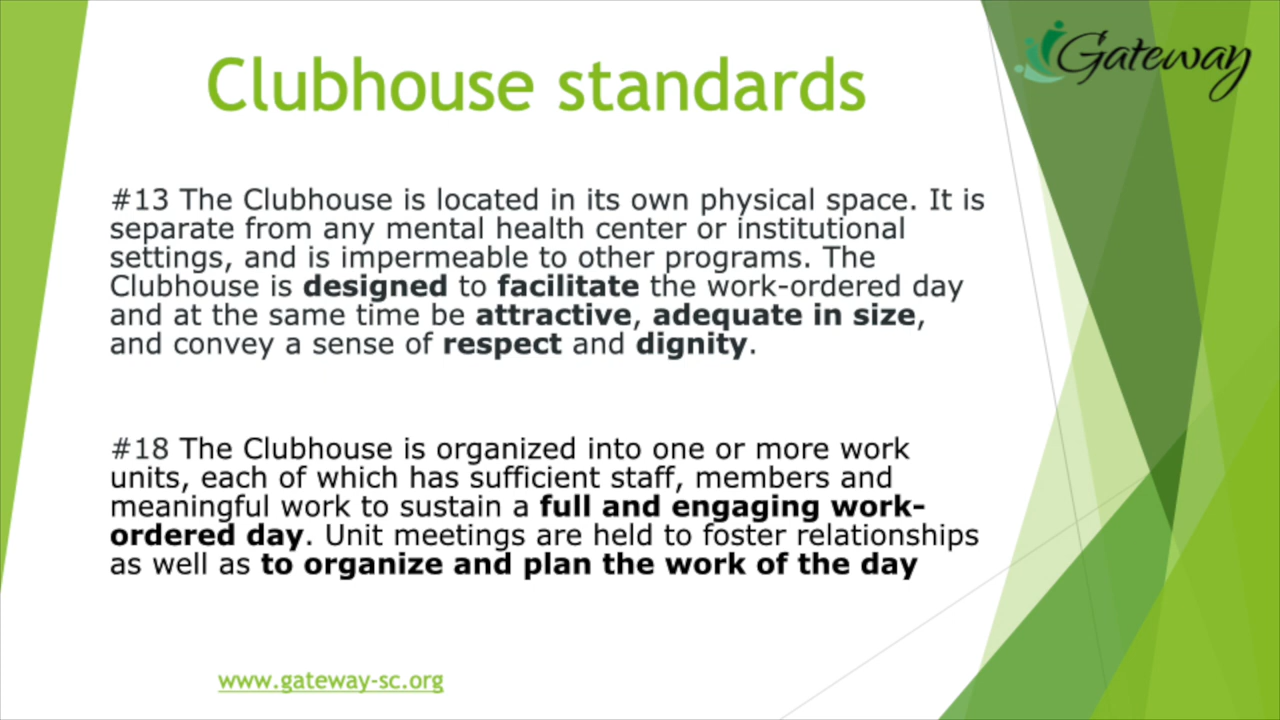 Gateway
Clubhouse standards
#13 The Clubhouse is located in its own physical space. It is
separate from any mental health center or institutional
settings, and is impermeable to other programs. The
Clubhouse is designed to facilitate the work-ordered day
and at the same time be attractive, adequate in size,
and convey a sense of respect and dignity.
#18 The Clubhouse is organized into one or more work
units, each of which has sufficient staff, members and
meaningful work to sustain a full and engaging work-
ordered day. Unit meetings are held to foster relationships
as well as to organize and plan the work of the day
www.gateway-sc.org